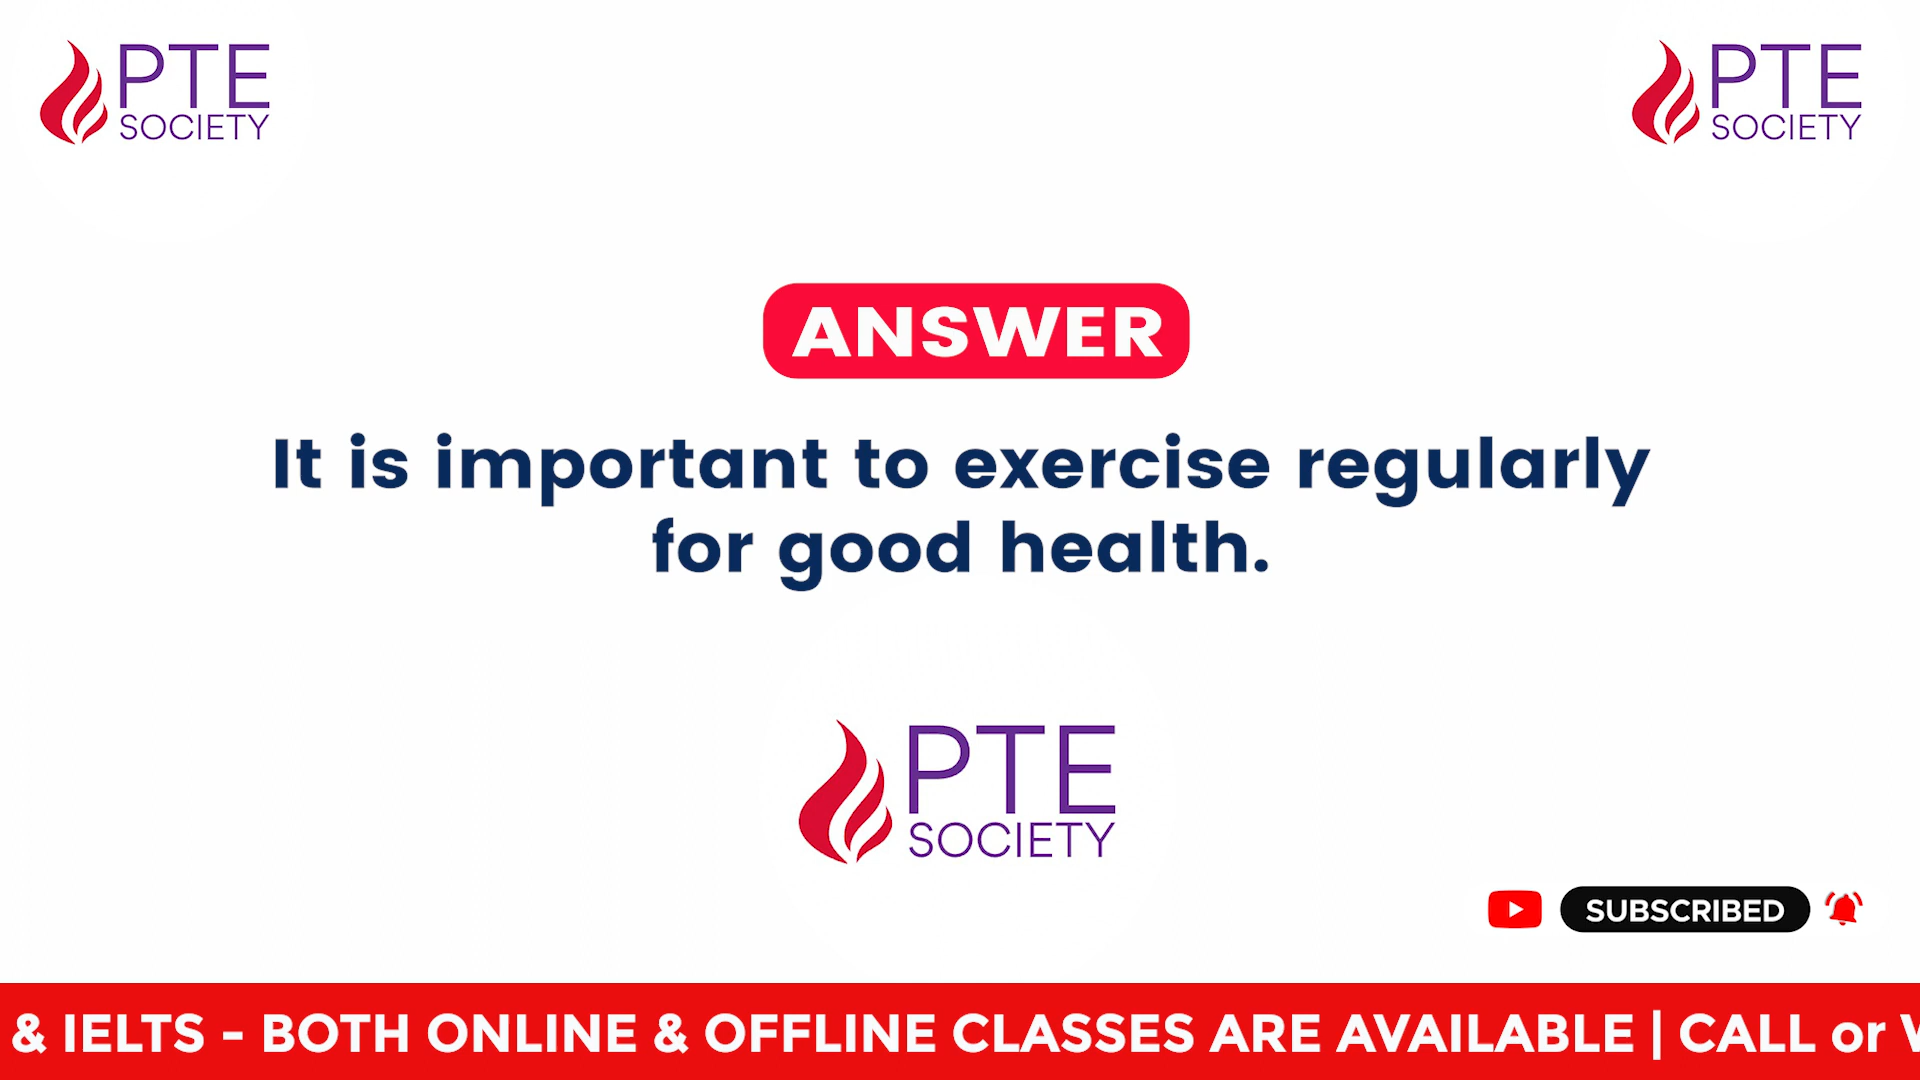 PTE
SOCIETY
PTE
SOCIETY
ANSWER
It is important to exercise regularly
for good health.
PTE
SOCIETY
SUBSCRIBED
& IELTS - BOTH ONLINE & OFFLINE CLASSES ARE AVAILABLE | CALL or